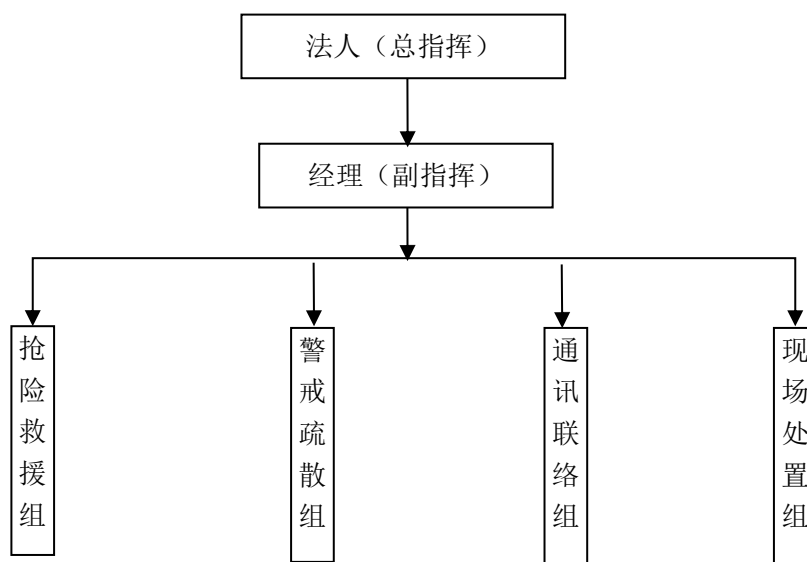 法人（总指挥）
经理（副指挥）
抢险救援组
警戒疏散组
通讯联络组
现场处置组